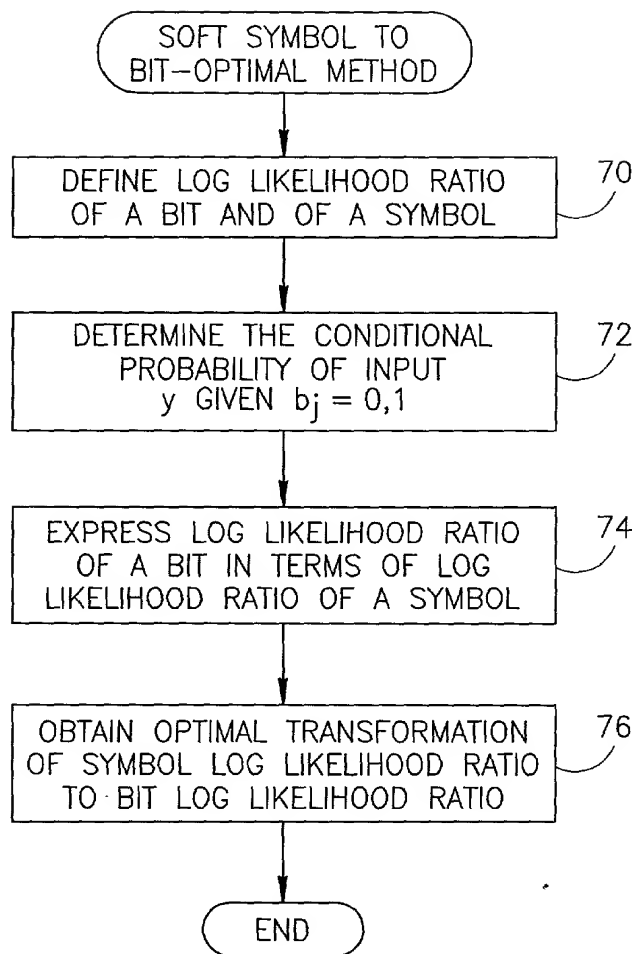 SOFT SYMBOL TO
BIT-OPTIMAL METHOD
DEFINE LOG LIKELIHOOD RATIO
OF A BIT AND OF A SYMBOL
70
DETERMINE THE CONDITIONAL
PROBABILITY OF INPUT
y GIVEN bj = 0,1
72
EXPRESS LOG LIKELIHOOD RATIO
OF A BIT IN TERMS OF LOG
LIKELIHOOD RATIO OF A SYMBOL
74
OBTAIN OPTIMAL TRANSFORMATION
OF SYMBOL LOG LIKELIHOOD RATIO
TO BIT LOG LIKELIHOOD RATIO
76
END